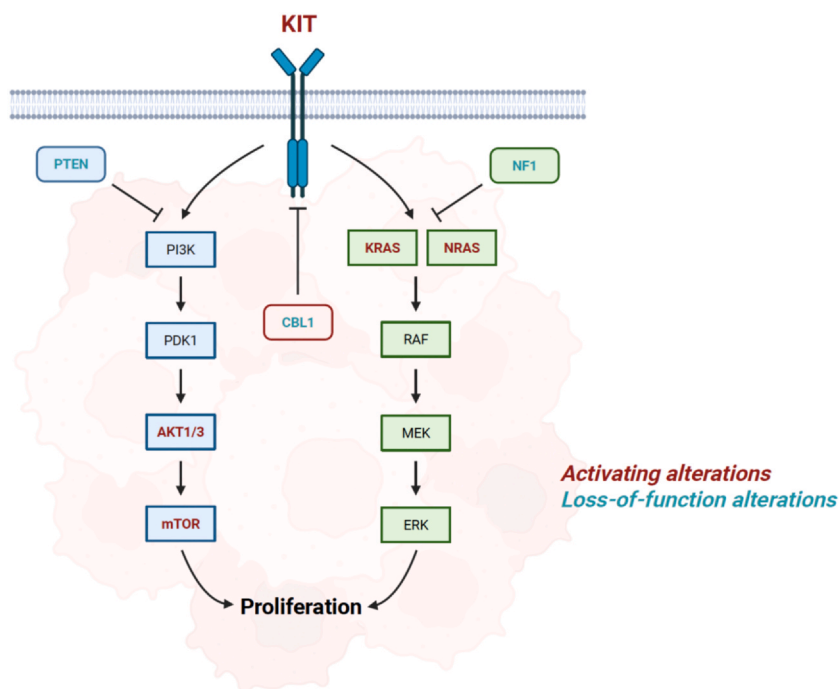 KIT
PTEN
NF1
PI3K
KRAS
NRAS
CBL1
PDK1
RAF
AKT1/3
MEK
Activating alterations
Loss-of-function alterations
mTOR
ERK
Proliferation